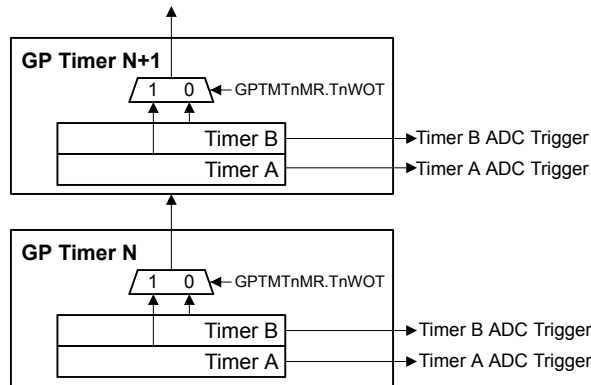 GP Timer N+1
1 0 GPTMTnMR.TnWOT
Timer B Timer B ADC Trigger
Timer A Timer A ADC Trigger
GP Timer N
1 0 GPTMTnMR.TnWOT
Timer B Timer B ADC Trigger
Timer A Timer A ADC Trigger